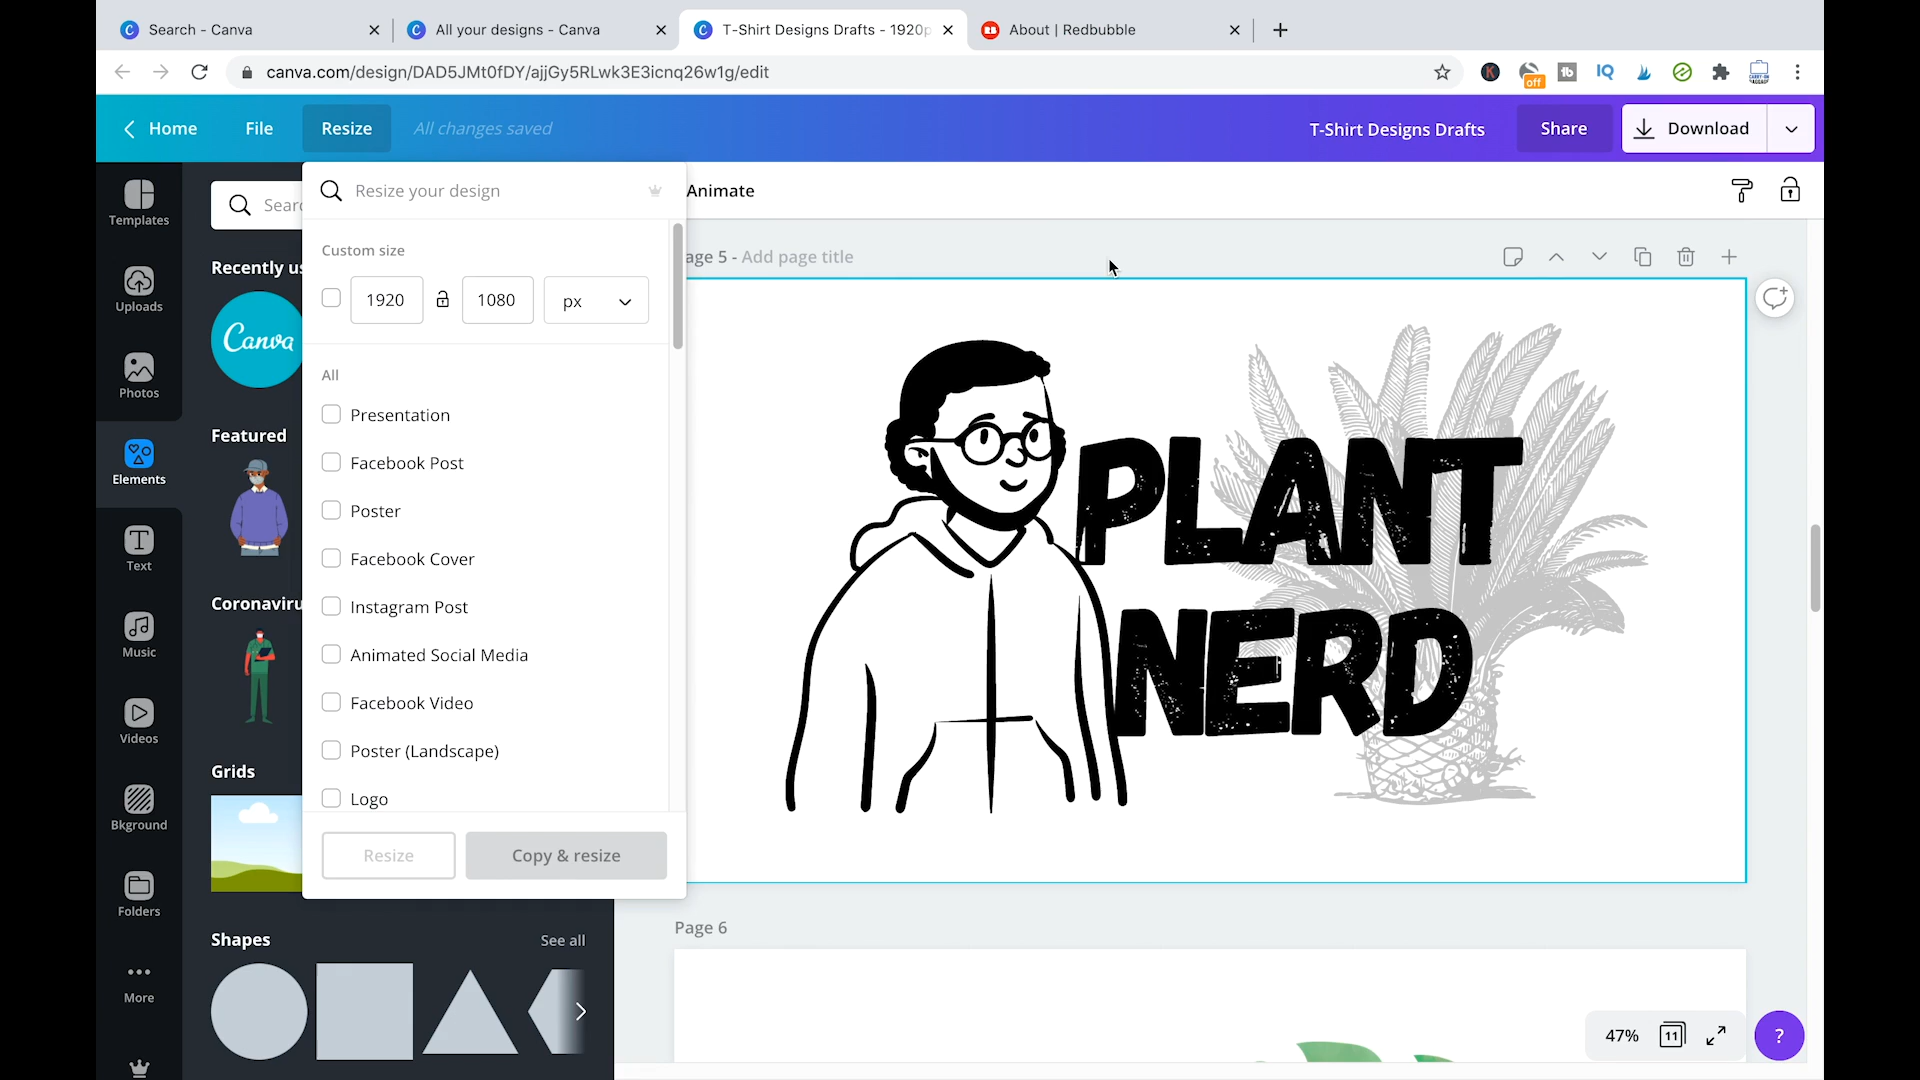 Search - Canva
All your designs - Canva
T-Shirt Designs Drafts - 1920p
About | Redbubble
canva.com/design/DAD5JMt0fDY/ajjGy5RLwk3E3icnq26w1g/edit
off
Home
File
Resize
All changes saved
T-Shirt Designs Drafts
Share
Download
Templates
Uploads
Photos
Elements
Text
Music
Videos
Bkground
Folders
More
Sear
Recently us
Canva
Featured
Coronaviru
Grids
Shapes
See all
Resize your design
Custom size
1920
1080
px
All
Presentation
Facebook Post
Poster
Facebook Cover
Instagram Post
Animated Social Media
Facebook Video
Poster (Landscape)
Logo
Resize
Copy & resize
Animate
age 5 - Add page title
PLANT
NERD
Page 6
47%
11
?